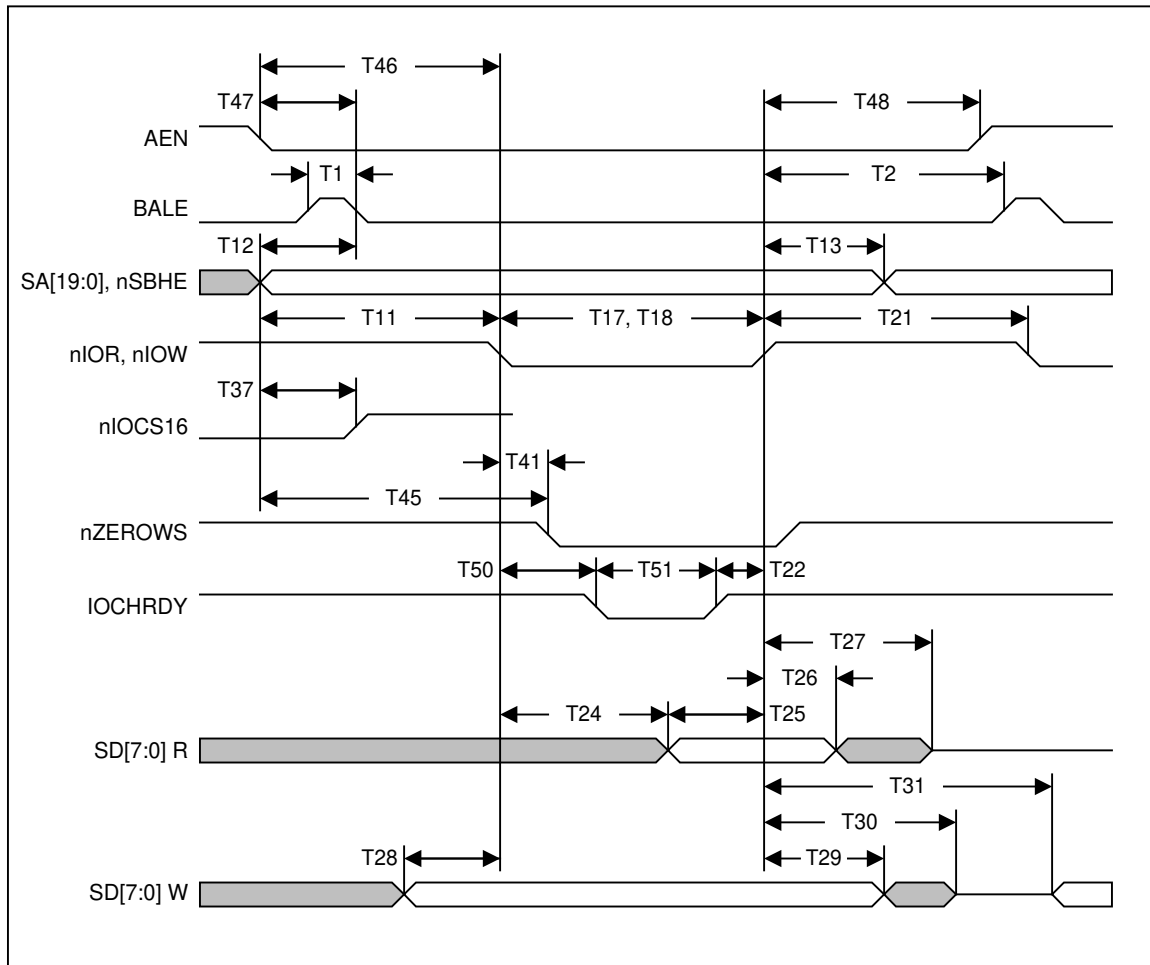 T46
T47 T48
AEN
T1 T2
BALE
T12 T13
SA[19:0], nSBHE
T11 T17, T18 T21
nIOR, nIOW
T37
nIOCS16
T41
T45
nZEROWS
T50 T51 T22
IOCHRDY
T27
T26
T24 T25
SD[7:0] R
T31
T30
T28 T29
SD[7:0] W